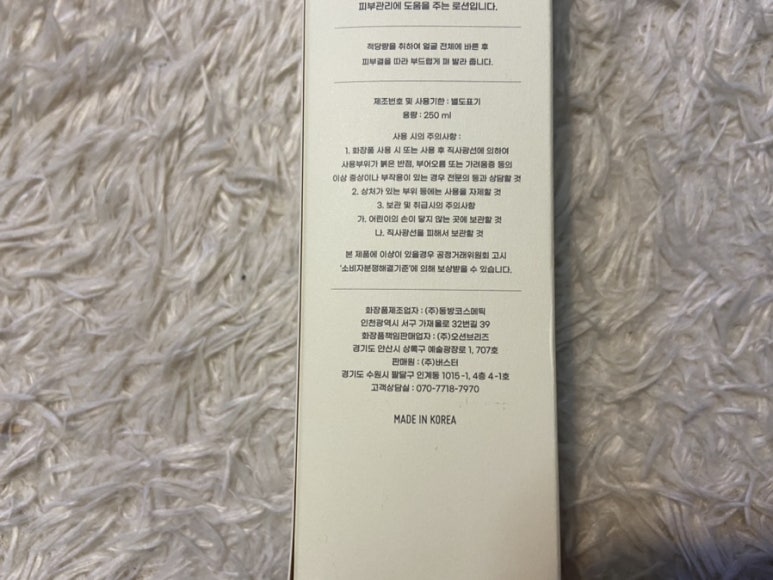 피부관리에 도움을 주는 로션입니다.
적당량을 취하여 얼굴 전체에 바른 후
피부결을 따라 부드럽게 펴 발라 줍니다.
제조번호 및 사용기한 : 별도표기
용량 : 250 ml
사용 시의 주의사항 :
1. 화장품 사용 시 또는 사용 후 직사광선에 의하여
사용부위가 붉은 반점, 부어오름 또는 가려움증 등의
이상 증상이나 부작용이 있는 경우 전문의 등과 상담할 것
2. 상처가 있는 부위 등에는 사용을 자제할 것
3. 보관 및 취급시의 주의사항
가. 어린이의 손이 닿지 않는 곳에 보관할 것
나. 직사광선을 피해서 보관할 것
본 제품에 이상이 있을경우 공정거래위원회 고시
'소비자분쟁해결기준'에 의해 보상받을 수 있습니다.
화장품제조업자 : (주)동방코스메틱
인천광역시 서구 가재울로 32번길 39
화장품책임판매업자 : (주)오션브리즈
경기도 안산시 상록구 예술광장로 1, 707호
판매원 : (주)버스터
경기도 수원시 팔달구 인계동 1015-1, 4층 4-1호
고객상담실 : 070-7718-7970
MADE IN KOREA